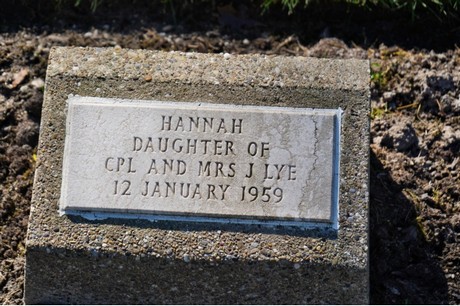 HANNAH
DAUGHTER OF
CPL AND MRS J LYE
12 JANUARY 1959